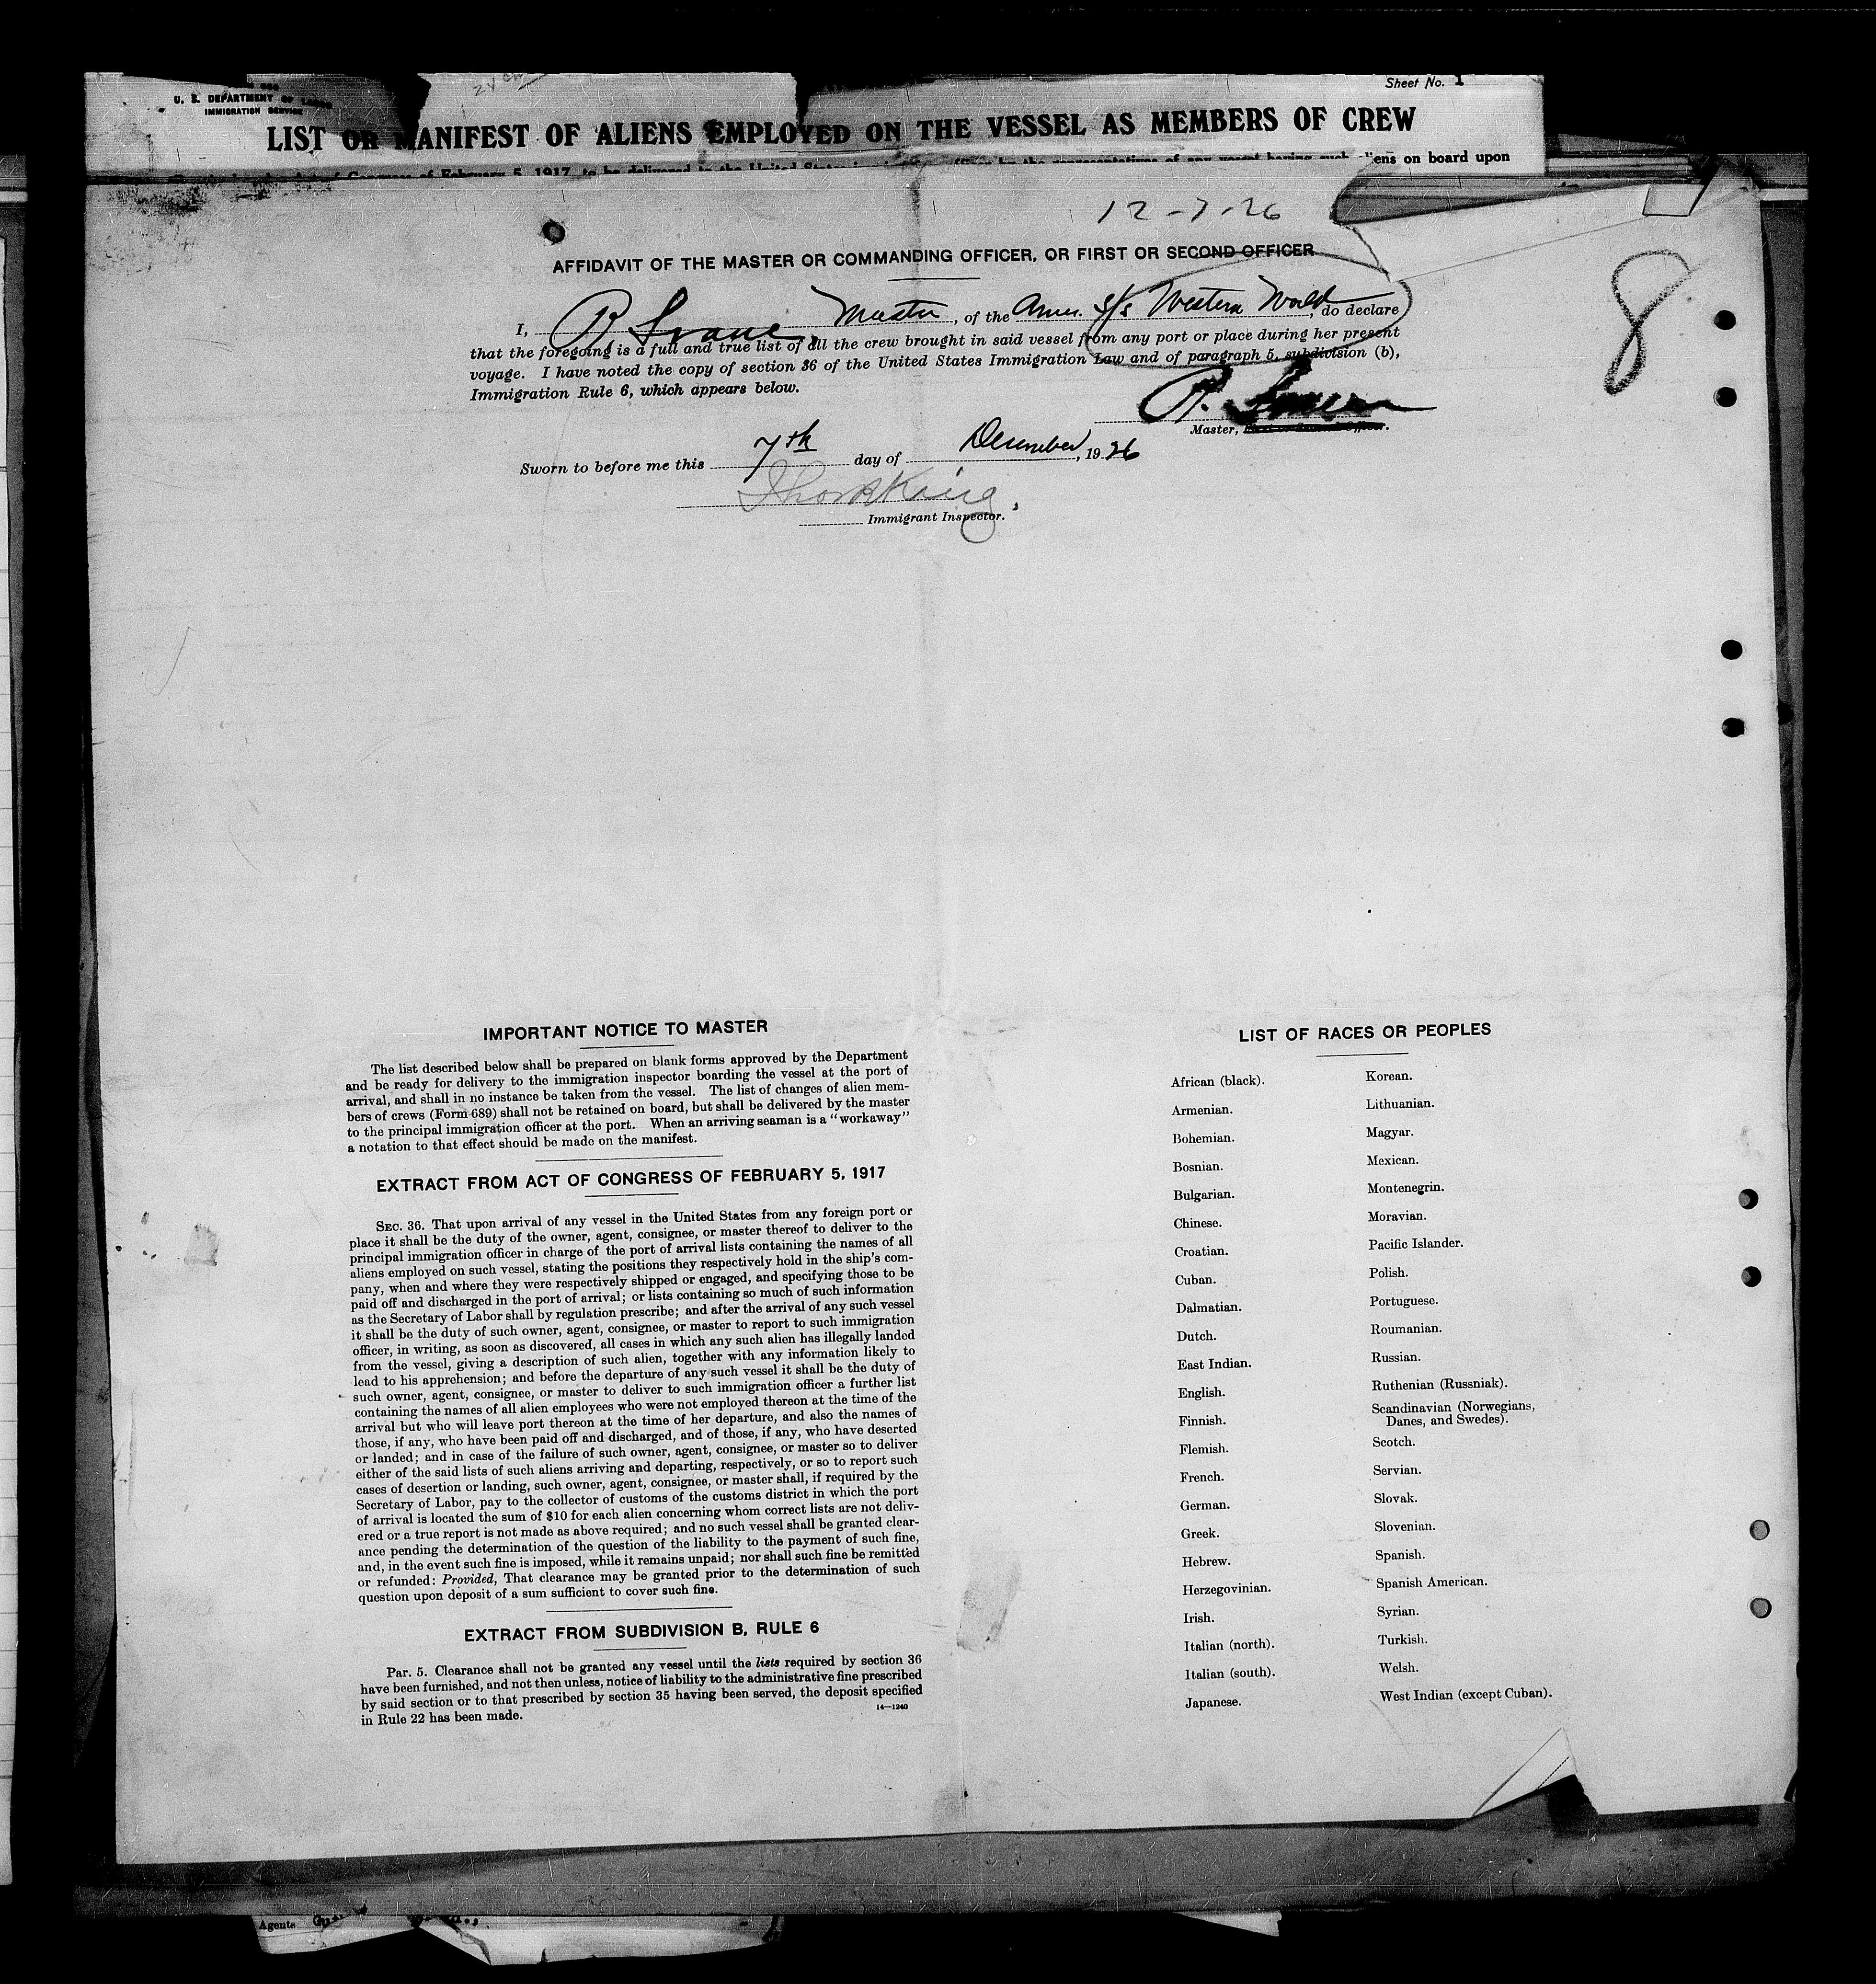 Sheet No. 1
U. S. DEPARTMENT OF LABOR
IMMIGRATION SERVICE
LIST OR MANIFEST OF ALIENS EMPLOYED ON THE VESSEL AS MEMBERS OF CREW
Act of Congress of February 5, 1917, to be delivered to the United States by the representatives of any vessel having such aliens on board upon
12-7-26
8
AFFIDAVIT OF THE MASTER OR COMMANDING OFFICER, OR FIRST OR SECOND OFFICER
I, R Master, of the Amer. S/S Western World, do declare
that the foregoing is a full and true list of all the crew brought in said vessel from any port or place during her present
voyage. I have noted the copy of section 36 of the United States Immigration Law and of paragraph 5, subdivision (b),
Immigration Rule 6, which appears below.
R.
Master, First or Second Officer.
Sworn to before me this 7th day of December, 1926
King
Immigrant Inspector.
IMPORTANT NOTICE TO MASTER
The list described below shall be prepared on blank forms approved by the Department
and be ready for delivery to the immigration inspector boarding the vessel at the port of
arrival, and shall in no instance be taken from the vessel. The list of changes of alien mem-
bers of crews (Form 689) shall not be retained on board, but shall be delivered by the master
to the principal immigration officer at the port. When an arriving seaman is a "workaway"
a notation to that effect should be made on the manifest.
EXTRACT FROM ACT OF CONGRESS OF FEBRUARY 5, 1917
SEC. 36. That upon arrival of any vessel in the United States from any foreign port or
place it shall be the duty of the owner, agent, consignee, or master thereof to deliver to the
principal immigration officer in charge of the port of arrival lists containing the names of all
aliens employed on such vessel, stating the positions they respectively hold in the ship's com-
pany, when and where they were respectively shipped or engaged, and specifying those to be
paid off and discharged in the port of arrival; or lists containing so much of such information
as the Secretary of Labor shall by regulation prescribe; and after the arrival of any such vessel
it shall be the duty of such owner, agent, consignee, or master to report to such immigration
officer, in writing, as soon as discovered, all cases in which any such alien has illegally landed
from the vessel, giving a description of such alien, together with any information likely to
lead to his apprehension; and before the departure of any such vessel it shall be the duty of
such owner, agent, consignee, or master to deliver to such immigration officer a further list
containing the names of all alien employees who were not employed thereon at the time of the
arrival but who will leave port thereon at the time of her departure, and also the names of
those, if any, who have been paid off and discharged, and of those, if any, who have deserted
or landed; and in case of the failure of such owner, agent, consignee, or master so to deliver
either of the said lists of such aliens arriving and departing, respectively, or so to report such
cases of desertion or landing, such owner, agent, consignee, or master shall, if required by the
Secretary of Labor, pay to the collector of customs of the customs district in which the port
of arrival is located the sum of $10 for each alien concerning whom correct lists are not deliv-
ered or a true report is not made as above required; and no such vessel shall be granted clear-
ance pending the determination of the question of the liability to the payment of such fine,
and, in the event such fine is imposed, while it remains unpaid; nor shall such fine be remitted
or refunded: Provided, That clearance may be granted prior to the determination of such
question upon deposit of a sum sufficient to cover such fine.
EXTRACT FROM SUBDIVISION B, RULE 6
Par. 5. Clearance shall not be granted any vessel until the lists required by section 36
have been furnished, and not then unless, notice of liability to the administrative fine prescribed
by said section or to that prescribed by section 35 having been served, the deposit specified
in Rule 22 has been made.
14—1240
LIST OF RACES OR PEOPLES
African (black).
Armenian.
Bohemian.
Bosnian.
Bulgarian.
Chinese.
Croatian.
Cuban.
Dalmatian.
Dutch.
East Indian.
English.
Finnish.
Flemish.
French.
German.
Greek.
Hebrew.
Herzegovinian.
Irish.
Italian (north).
Italian (south).
Japanese.
Korean.
Lithuanian.
Magyar.
Mexican.
Montenegrin.
Moravian.
Pacific Islander.
Polish.
Portuguese.
Roumanian.
Russian.
Ruthenian (Russniak).
Scandinavian (Norwegians,
Danes, and Swedes).
Scotch.
Servian.
Slovak.
Slovenian.
Spanish.
Spanish American.
Syrian.
Turkish.
Welsh.
West Indian (except Cuban).
Agents